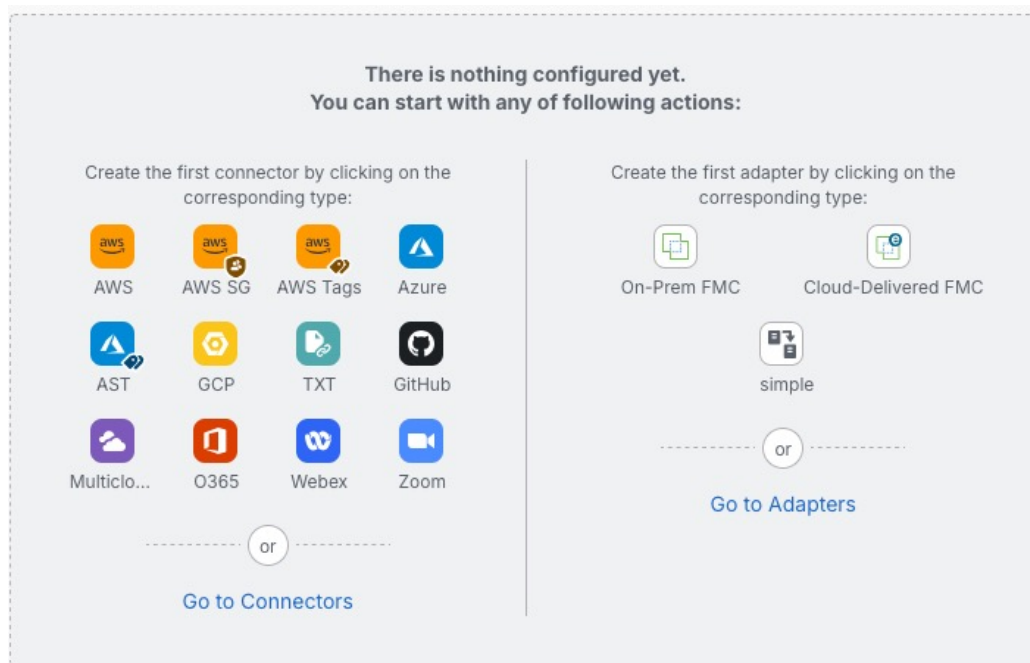 There is nothing configured yet.
You can start with any of following actions:
Create the first connector by clicking on the
corresponding type:
aws aws aws
AWS AWS SG AWS Tags Azure
AST GCP TXT GitHub
Multiclo... O365 Webex Zoom
or
Go to Connectors
Create the first adapter by clicking on the
corresponding type:
On-Prem FMC Cloud-Delivered FMC
simple
or
Go to Adapters